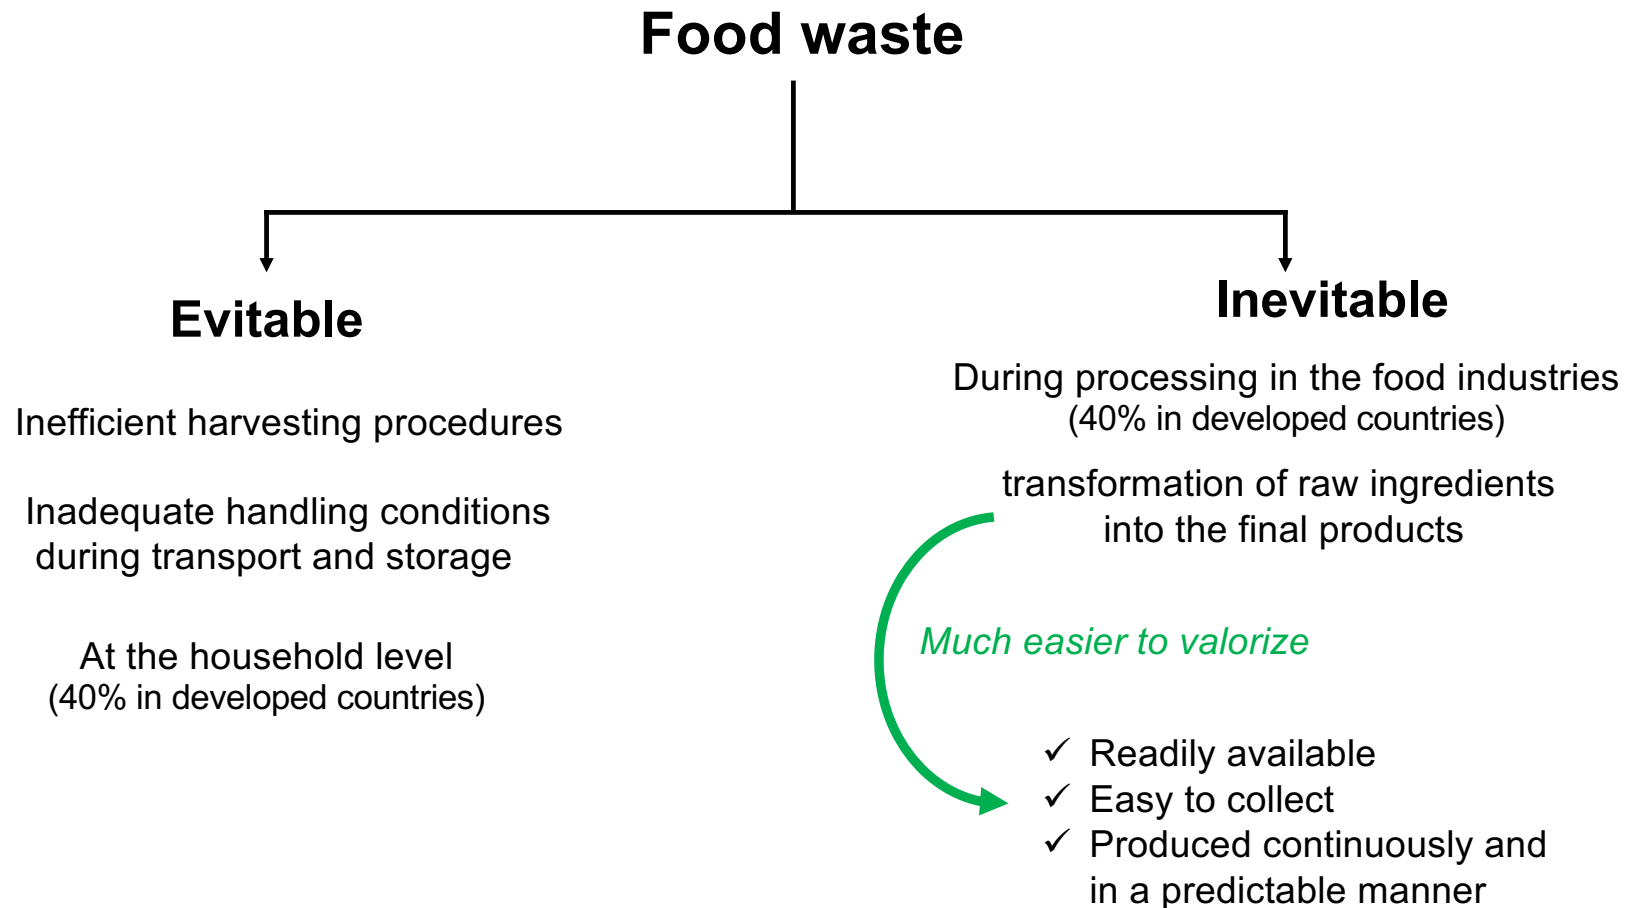 Food waste
Evitable
Inefficient harvesting procedures
Inadequate handling conditions
during transport and storage
At the household level
(40% in developed countries)
Inevitable
During processing in the food industries
(40% in developed countries)
transformation of raw ingredients
into the final products
Much easier to valorize
✓ Readily available
✓ Easy to collect
✓ Produced continuously and
in a predictable manner